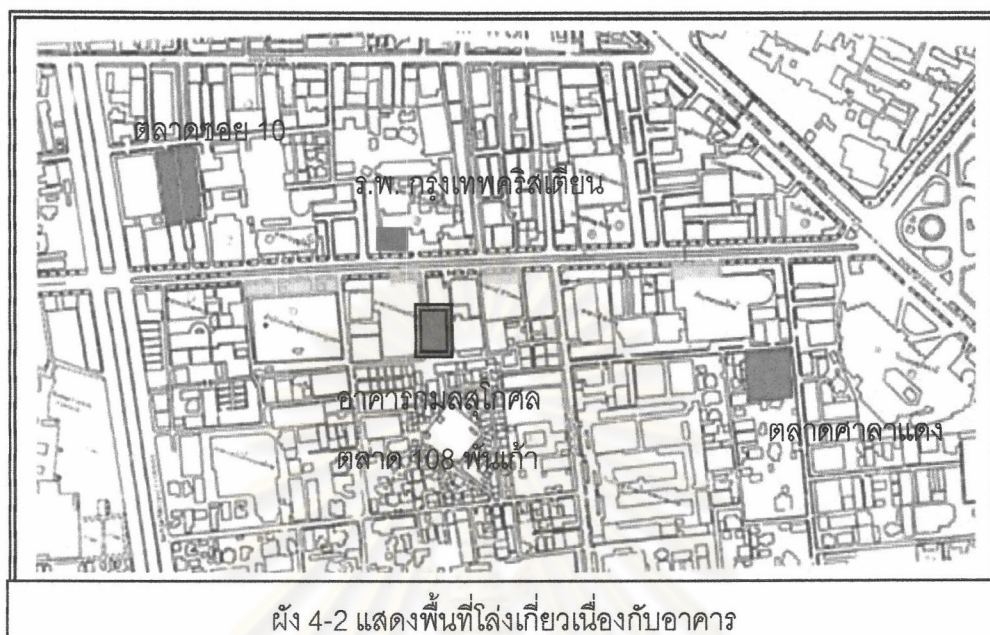 ตลาดซอย 10
ร.พ. กรุงเทพคริสเตียน
อาคารกมลสุโกศล
ตลาด 108 พันเก้า
ตลาดศาลาแดง
ผัง 4-2 แสดงพื้นที่โล่งเกี่ยวเนื่องกับอาคาร